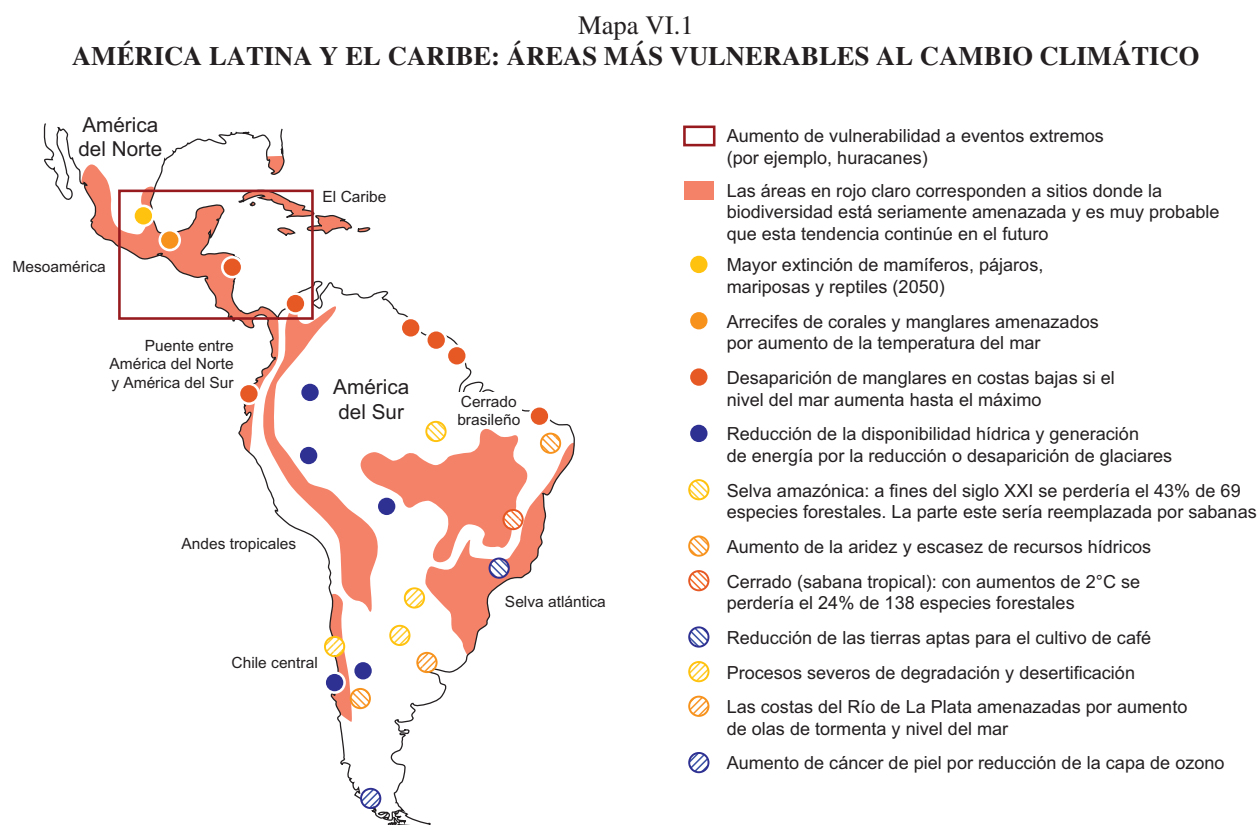 Mapa VI.1
AMÉRICA LATINA Y EL CARIBE: ÁREAS MÁS VULNERABLES AL CAMBIO CLIMÁTICO
América
del Norte
El Caribe
Mesoamérica
Puente entre
América del Norte
y América del Sur
América
del Sur
Cerrado
brasileño
Andes tropicales
Selva atlántica
Chile central
Aumento de vulnerabilidad a eventos extremos
(por ejemplo, huracanes)
Las áreas en rojo claro corresponden a sitios donde la
biodiversidad está seriamente amenazada y es muy probable
que esta tendencia continúe en el futuro
Mayor extinción de mamíferos, pájaros,
mariposas y reptiles (2050)
Arrecifes de corales y manglares amenazados
por aumento de la temperatura del mar
Desaparición de manglares en costas bajas si el
nivel del mar aumenta hasta el máximo
Reducción de la disponibilidad hídrica y generación
de energía por la reducción o desaparición de glaciares
Selva amazónica: a fines del siglo XXI se perdería el 43% de 69
especies forestales. La parte este sería reemplazada por sabanas
Aumento de la aridez y escasez de recursos hídricos
Cerrado (sabana tropical): con aumentos de 2°C se
perdería el 24% de 138 especies forestales
Reducción de las tierras aptas para el cultivo de café
Procesos severos de degradación y desertificación
Las costas del Río de La Plata amenazadas por aumento
de olas de tormenta y nivel del mar
Aumento de cáncer de piel por reducción de la capa de ozono